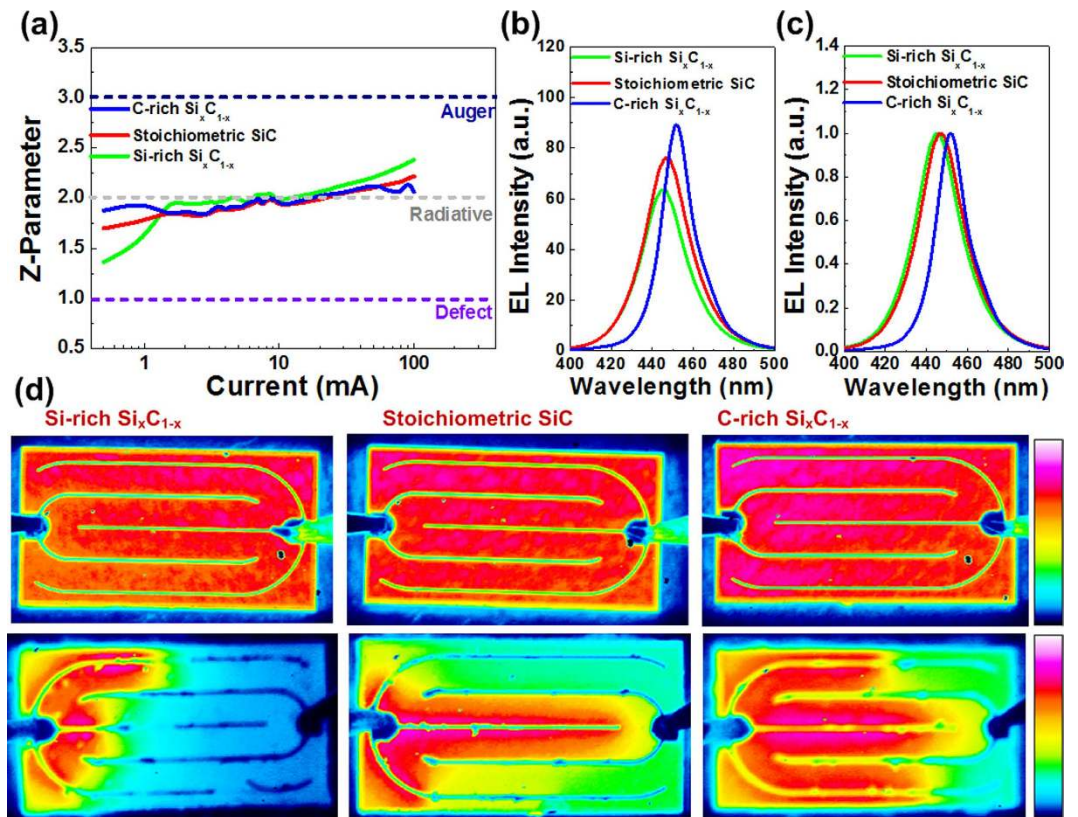 (a)
3.5
3.0
2.5
2.0
1.5
1.0
0.5
Z-Parameter
C-rich SiₓC₁₋ₓ
Stoichiometric SiC
Si-rich SiₓC₁₋ₓ
Auger
Radiative
Defect
1
10
100
Current (mA)
(b)
120
100
80
60
40
20
0
EL Intensity (a.u.)
Si-rich SiₓC₁₋ₓ
Stoichiometric SiC
C-rich SiₓC₁₋ₓ
400 420 440 460 480 500
Wavelength (nm)
(c)
1.4
1.2
1.0
0.8
0.6
0.4
0.2
0.0
EL Intensity (a.u.)
Si-rich SiₓC₁₋ₓ
Stoichiometric SiC
C-rich SiₓC₁₋ₓ
400 420 440 460 480 500
Wavelength (nm)
(d)
Si-rich SiₓC₁₋ₓ
Stoichiometric SiC
C-rich SiₓC₁₋ₓ